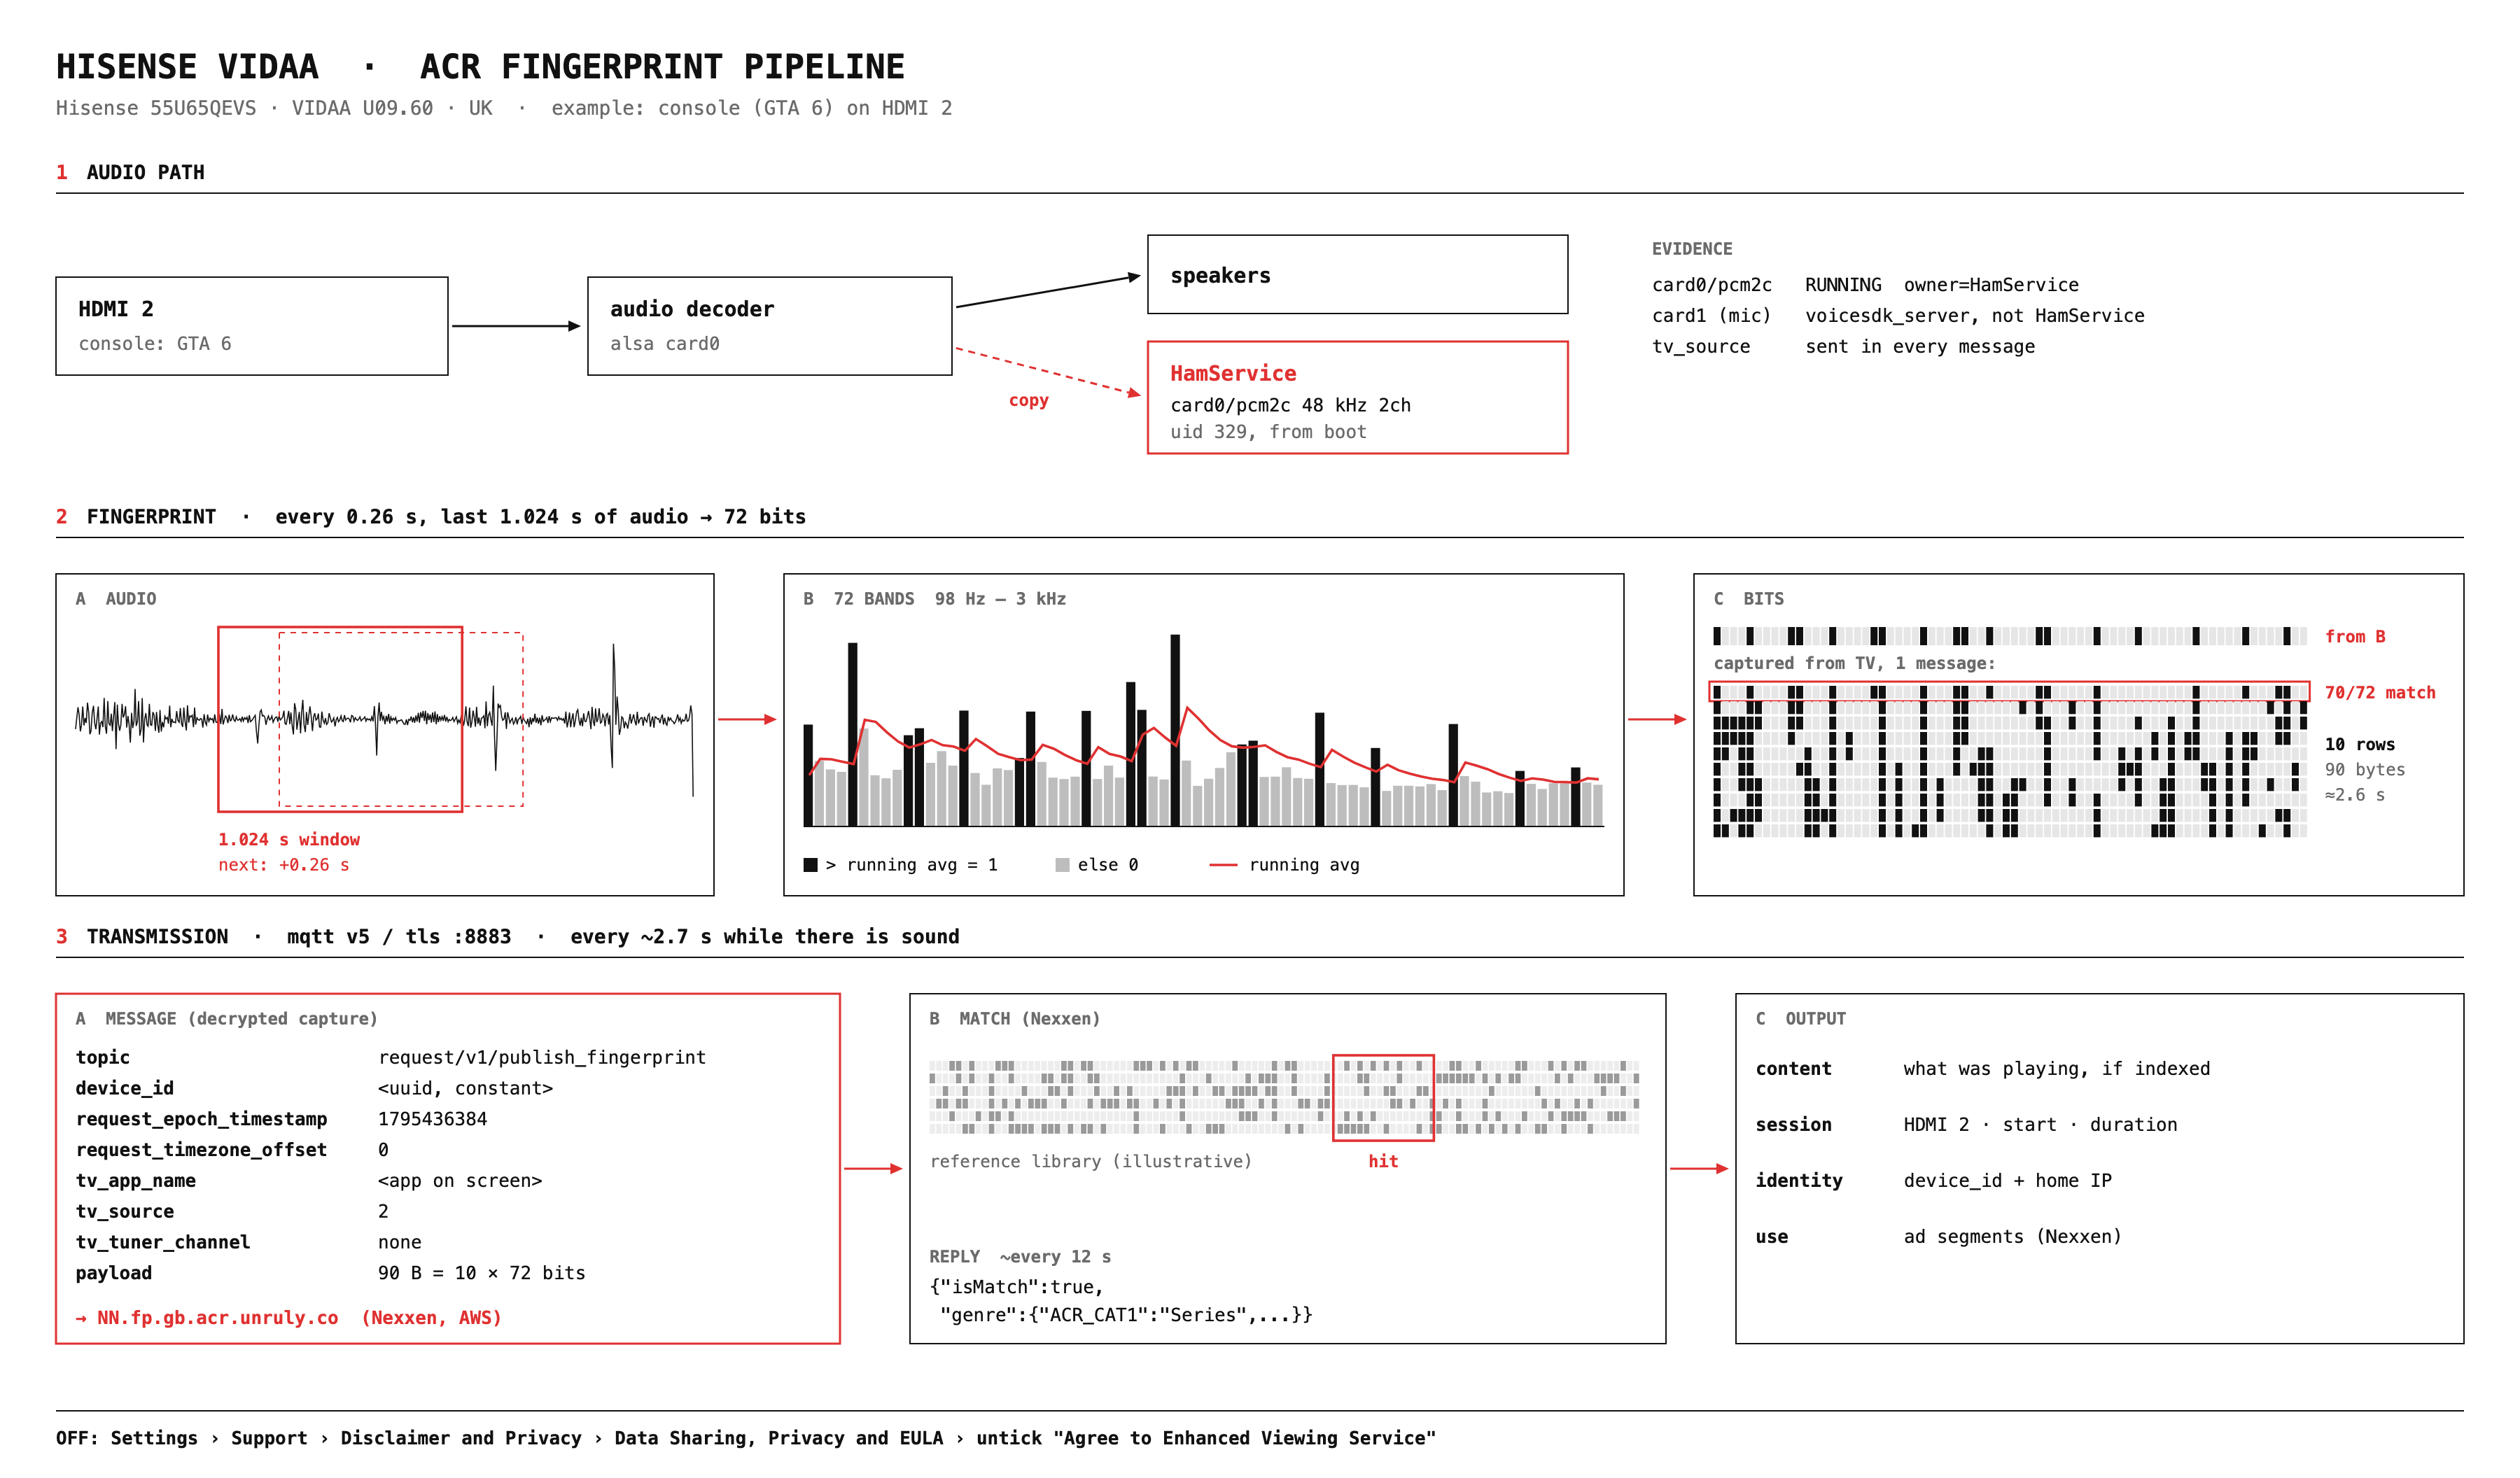 HISENSE VIDAA · ACR FINGERPRINT PIPELINE
Hisense 55U65QEVS · VIDAA U09.60 · UK · example: console (GTA 6) on HDMI 2
1 AUDIO PATH
HDMI 2
console: GTA 6
audio decoder
alsa card0
speakers
copy
HamService
card0/pcm2c 48 kHz 2ch
uid 329, from boot
EVIDENCE
card0/pcm2c RUNNING owner=HamService
card1 (mic) voicesdk_server, not HamService
tv_source sent in every message
2 FINGERPRINT · every 0.26 s, last 1.024 s of audio → 72 bits
A AUDIO
1.024 s window
next: +0.26 s
B 72 BANDS 98 Hz – 3 kHz
> running avg = 1 else 0 running avg
C BITS
from B
captured from TV, 1 message:
70/72 match
10 rows
90 bytes
≈2.6 s
3 TRANSMISSION · mqtt v5 / tls :8883 · every ~2.7 s while there is sound
A MESSAGE (decrypted capture)
topic request/v1/publish_fingerprint
device_id <uuid, constant>
request_epoch_timestamp 1795436384
request_timezone_offset 0
tv_app_name <app on screen>
tv_source 2
tv_tuner_channel none
payload 90 B = 10 × 72 bits
→ NN.fp.gb.acr.unruly.co (Nexxen, AWS)
B MATCH (Nexxen)
reference library (illustrative) hit
REPLY ~every 12 s
{"isMatch":true,
"genre":{"ACR_CAT1":"Series",...}}
C OUTPUT
content what was playing, if indexed
session HDMI 2 · start · duration
identity device_id + home IP
use ad segments (Nexxen)
OFF: Settings › Support › Disclaimer and Privacy › Data Sharing, Privacy and EULA › untick "Agree to Enhanced Viewing Service"